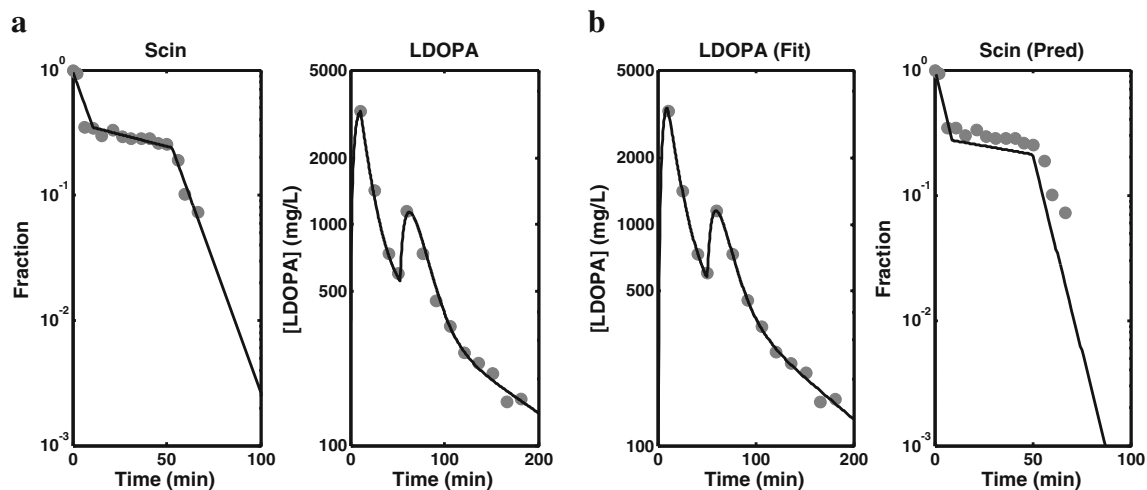 a
b
Scin
LDOPA
LDOPA (Fit)
Scin (Pred)
10^0
10^-1
10^-2
10^-3
Fraction
0
50
100
Time (min)
5000
2000
1000
500
100
[LDOPA] (mg/L)
0
100
200
Time (min)
5000
2000
1000
500
100
[LDOPA] (mg/L)
0
100
200
Time (min)
10^0
10^-1
10^-2
10^-3
Fraction
0
50
100
Time (min)